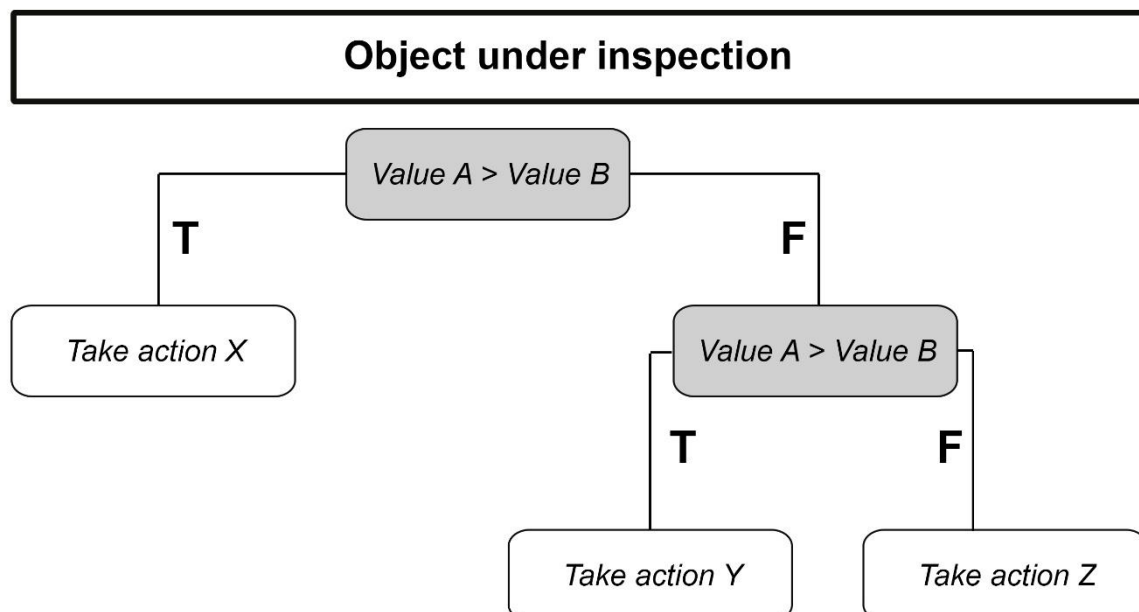 Object under inspection
Value A > Value B
T
F
Take action X
Value A > Value B
T
F
Take action Y
Take action Z